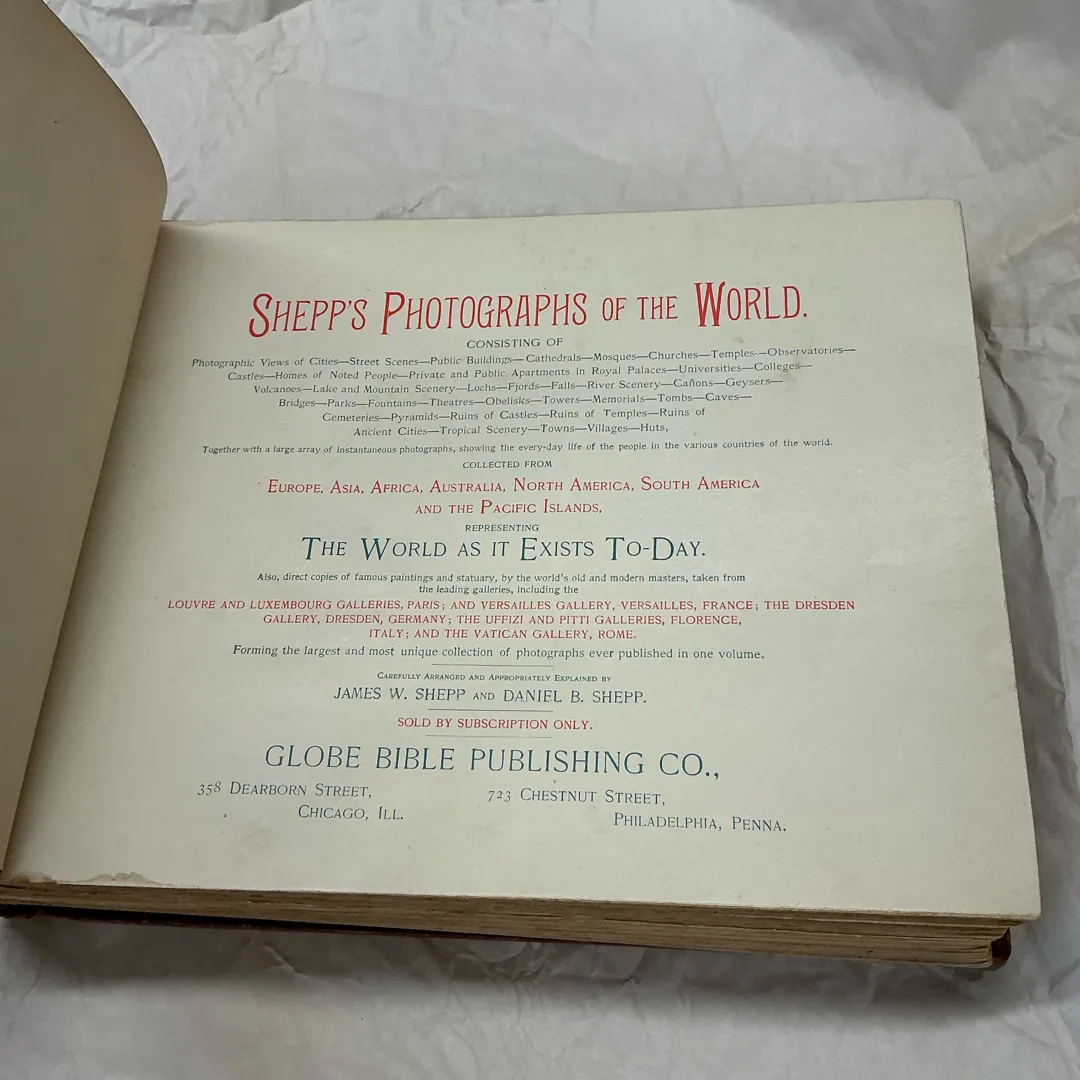 SHEPP'S PHOTOGRAPHS OF THE WORLD.
CONSISTING OF
Photographic Views of Cities—Street Scenes—Public Buildings—Cathedrals—Mosques—Churches—Temples—Observatories—
Castles—Homes of Noted People—Private and Public Apartments in Royal Palaces—Universities—Colleges—
Volcanoes—Lake and Mountain Scenery—Lochs—Fjords—Falls—River Scenery—Cañons—Geysers—
Bridges—Parks—Fountains—Theatres—Obelisks—Towers—Memorials—Tombs—Caves—
Cemeteries—Pyramids—Ruins of Castles—Ruins of Temples—Ruins of
Ancient Cities—Tropical Scenery—Towns—Villages—Huts,
Together with a large array of instantaneous photographs, showing the every-day life of the people in the various countries of the world.
COLLECTED FROM
EUROPE, ASIA, AFRICA, AUSTRALIA, NORTH AMERICA, SOUTH AMERICA
AND THE PACIFIC ISLANDS,
REPRESENTING
THE WORLD AS IT EXISTS TO-DAY.
Also, direct copies of famous paintings and statuary, by the world's old and modern masters, taken from
the leading galleries, including the
LOUVRE AND LUXEMBOURG GALLERIES, PARIS; AND VERSAILLES GALLERY, VERSAILLES, FRANCE; THE DRESDEN
GALLERY, DRESDEN, GERMANY; THE UFFIZI AND PITTI GALLERIES, FLORENCE,
ITALY; AND THE VATICAN GALLERY, ROME.
Forming the largest and most unique collection of photographs ever published in one volume.
CAREFULLY ARRANGED AND APPROPRIATELY EXPLAINED BY
JAMES W. SHEPP AND DANIEL B. SHEPP.
SOLD BY SUBSCRIPTION ONLY.
GLOBE BIBLE PUBLISHING CO.,
358 DEARBORN STREET,
CHICAGO, ILL.
723 CHESTNUT STREET,
PHILADELPHIA, PENNA.